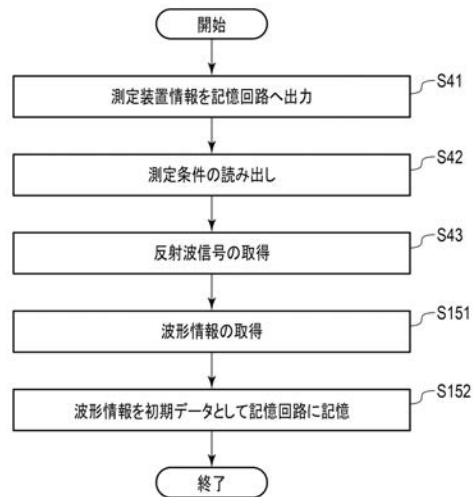 開始
測定装置情報を記憶回路へ出力
S41
測定条件の読み出し
S42
反射波信号の取得
S43
波形情報の取得
S151
波形情報を初期データとして記憶回路に記憶
S152
終了